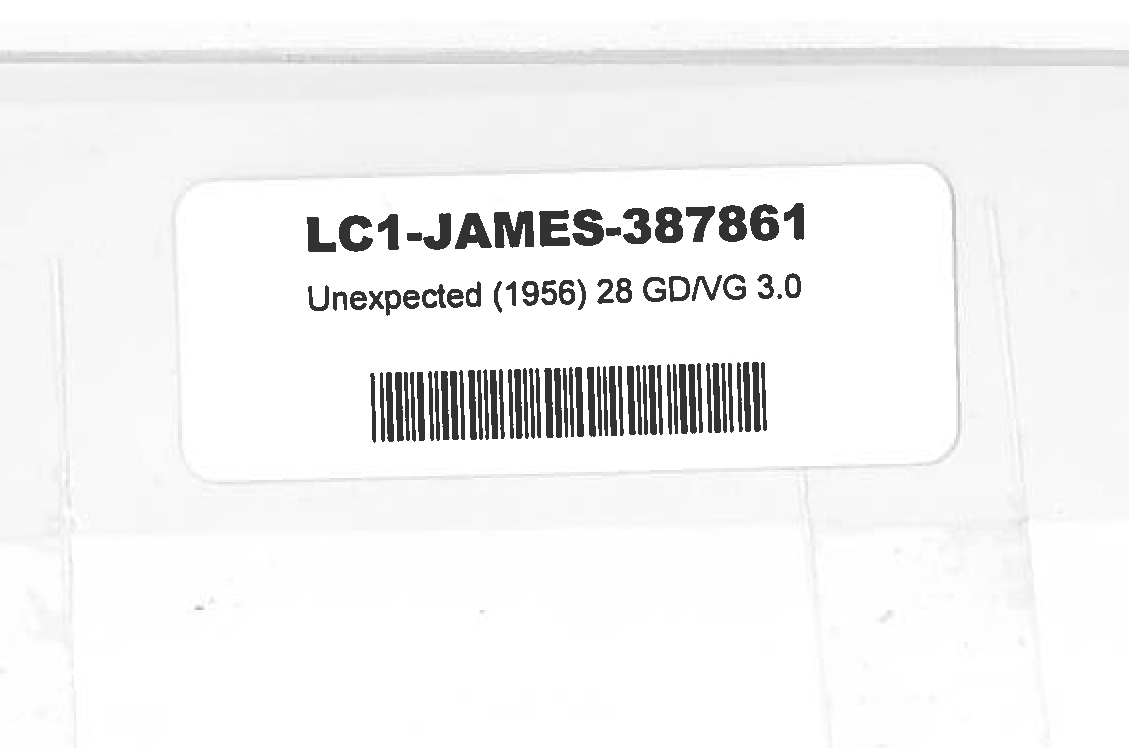 LC1-JAMES-387861
Unexpected (1956) 28 GD/VG 3.0